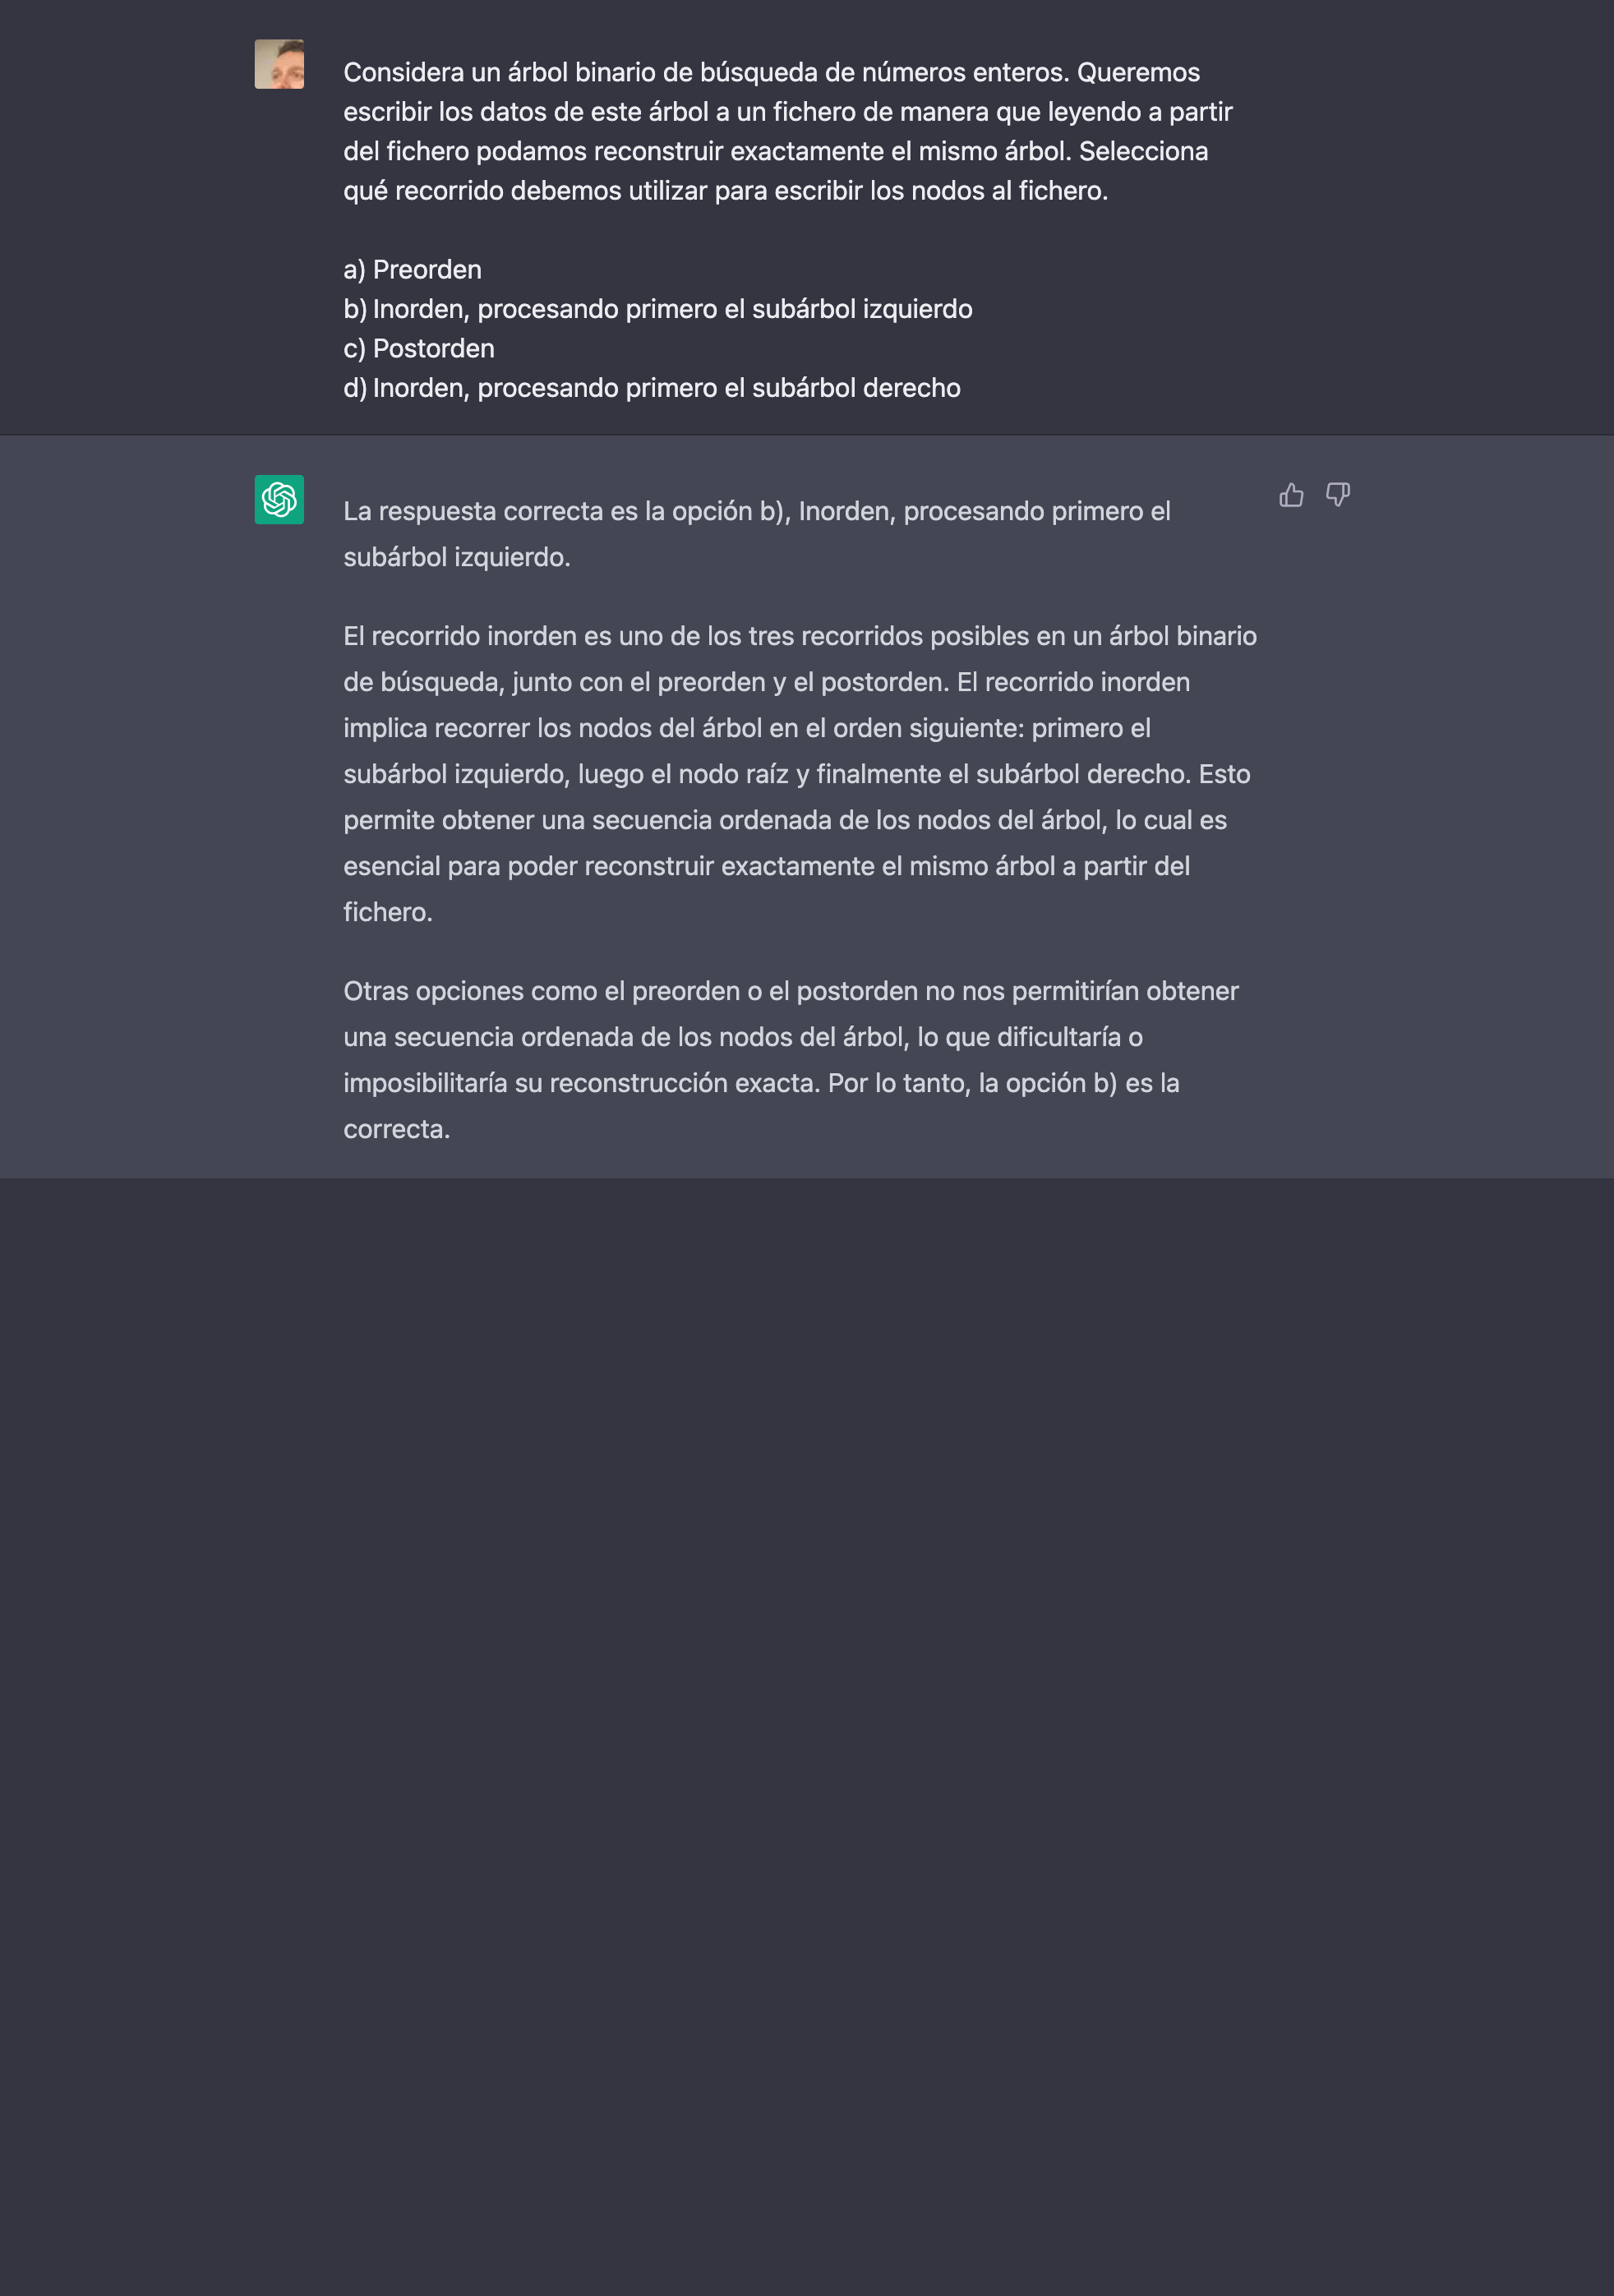 Considera un árbol binario de búsqueda de números enteros. Queremos
escribir los datos de este árbol a un fichero de manera que leyendo a partir
del fichero podamos reconstruir exactamente el mismo árbol. Selecciona
qué recorrido debemos utilizar para escribir los nodos al fichero.
a) Preorden
b) Inorden, procesando primero el subárbol izquierdo
c) Postorden
d) Inorden, procesando primero el subárbol derecho
La respuesta correcta es la opción b), Inorden, procesando primero el
subárbol izquierdo.
El recorrido inorden es uno de los tres recorridos posibles en un árbol binario
de búsqueda, junto con el preorden y el postorden. El recorrido inorden
implica recorrer los nodos del árbol en el orden siguiente: primero el
subárbol izquierdo, luego el nodo raíz y finalmente el subárbol derecho. Esto
permite obtener una secuencia ordenada de los nodos del árbol, lo cual es
esencial para poder reconstruir exactamente el mismo árbol a partir del
fichero.
Otras opciones como el preorden o el postorden no nos permitirían obtener
una secuencia ordenada de los nodos del árbol, lo que dificultaría o
imposibilitaría su reconstrucción exacta. Por lo tanto, la opción b) es la
correcta.